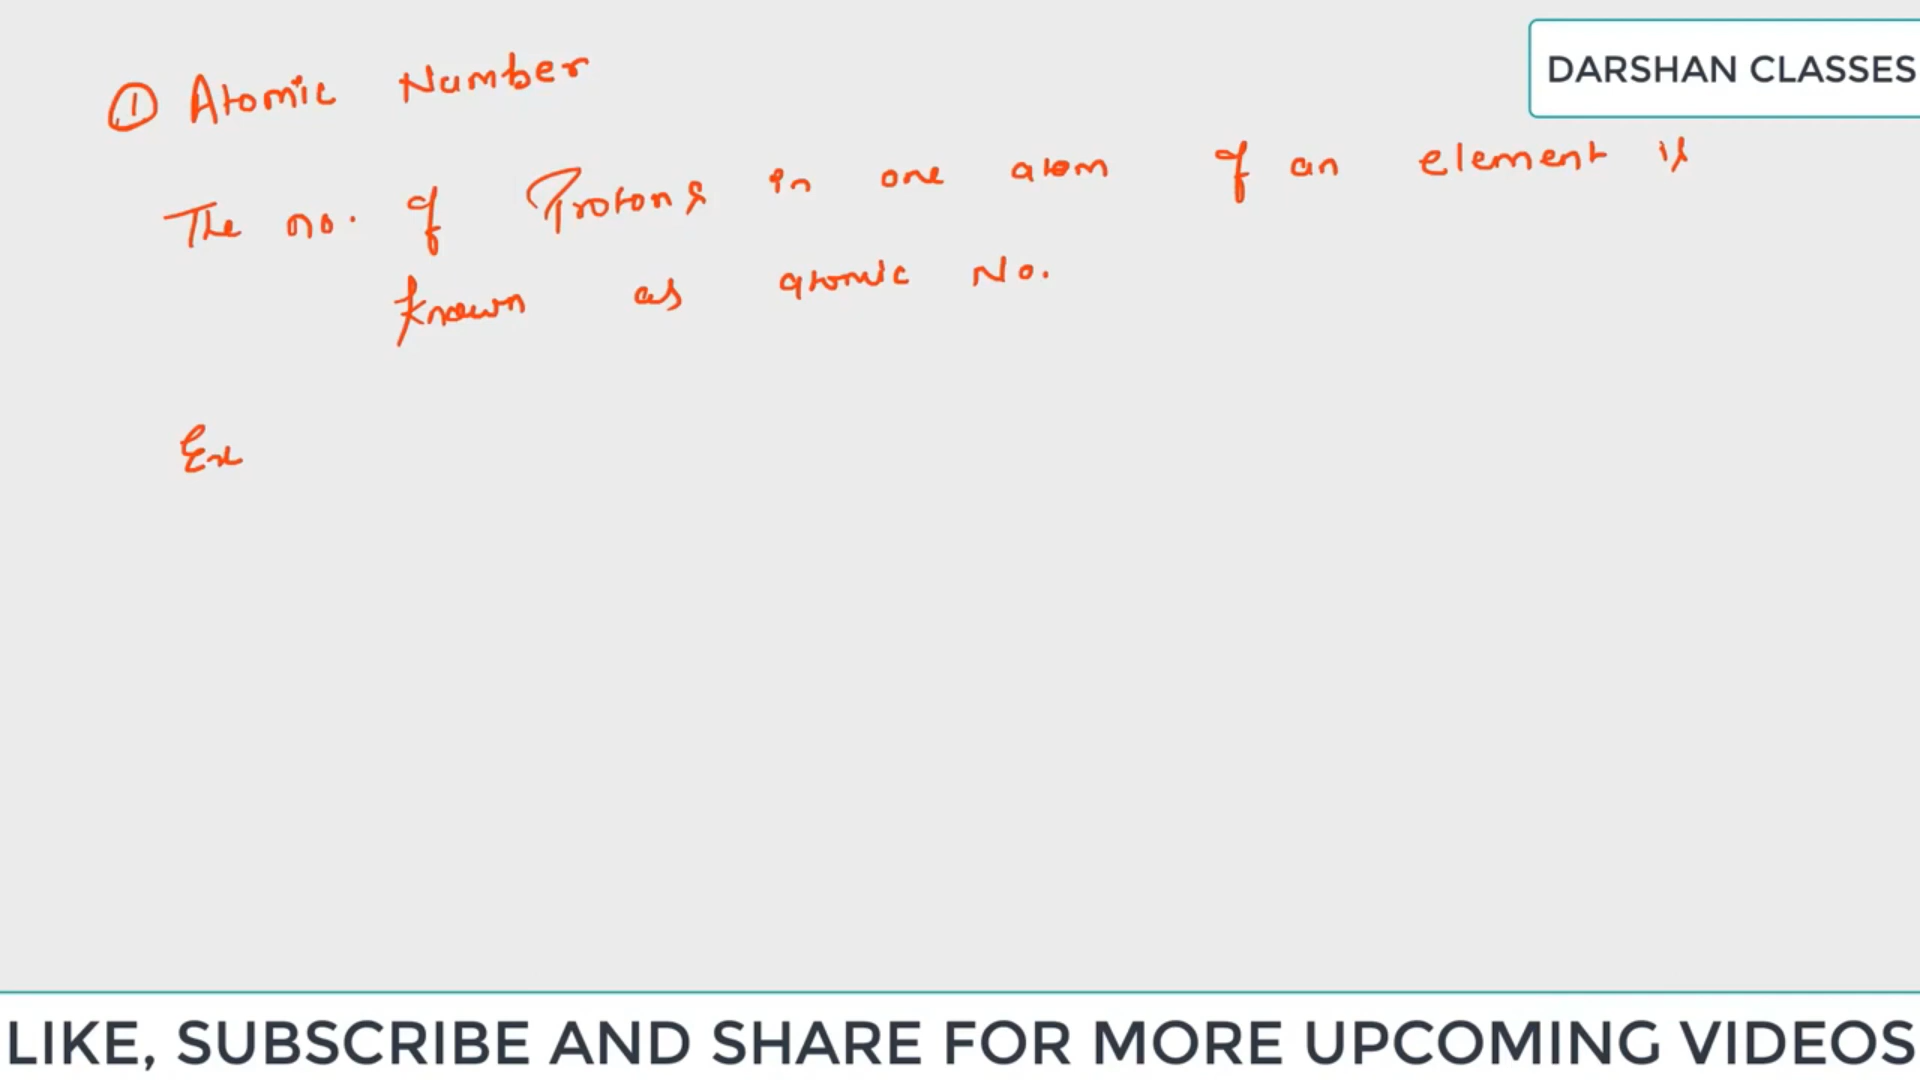 ① Atomic Number
DARSHAN CLASSES
The no. of Protons in one atom of an element is
known as atomic No.
Ex
LIKE, SUBSCRIBE AND SHARE FOR MORE UPCOMING VIDEOS